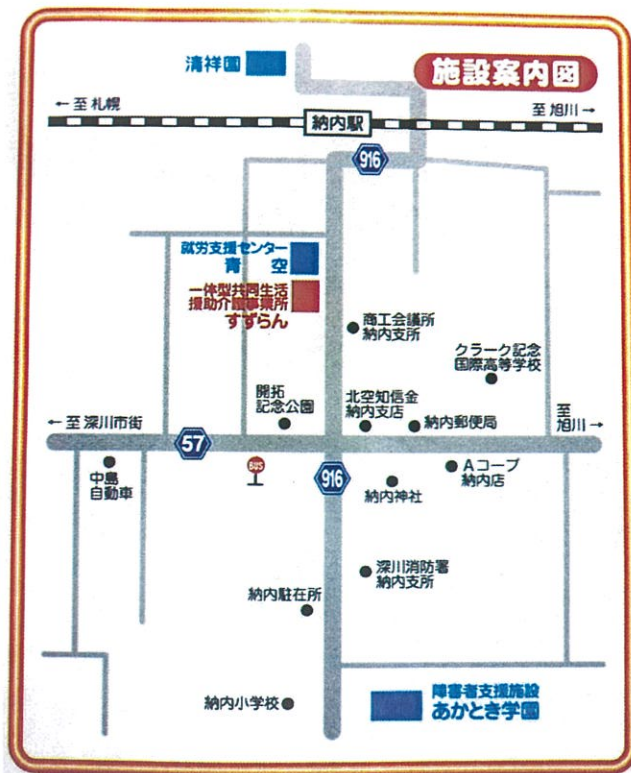 施設案内図
清祥園
←至札幌
至旭川→
納内駅
916
就労支援センター
青空
一体型共同生活
援助介護事業所
すずらん
商工会議所
納内支所
クラーク記念
国際高等学校
開拓
記念公園
北空知信金
納内支店
納内郵便局
←至深川市街
至
旭川→
57
BUS
916
中島
自動車
納内神社
Aコープ
納内店
深川消防署
納内支所
納内駐在所
納内小学校
障害者支援施設
あかとき学園